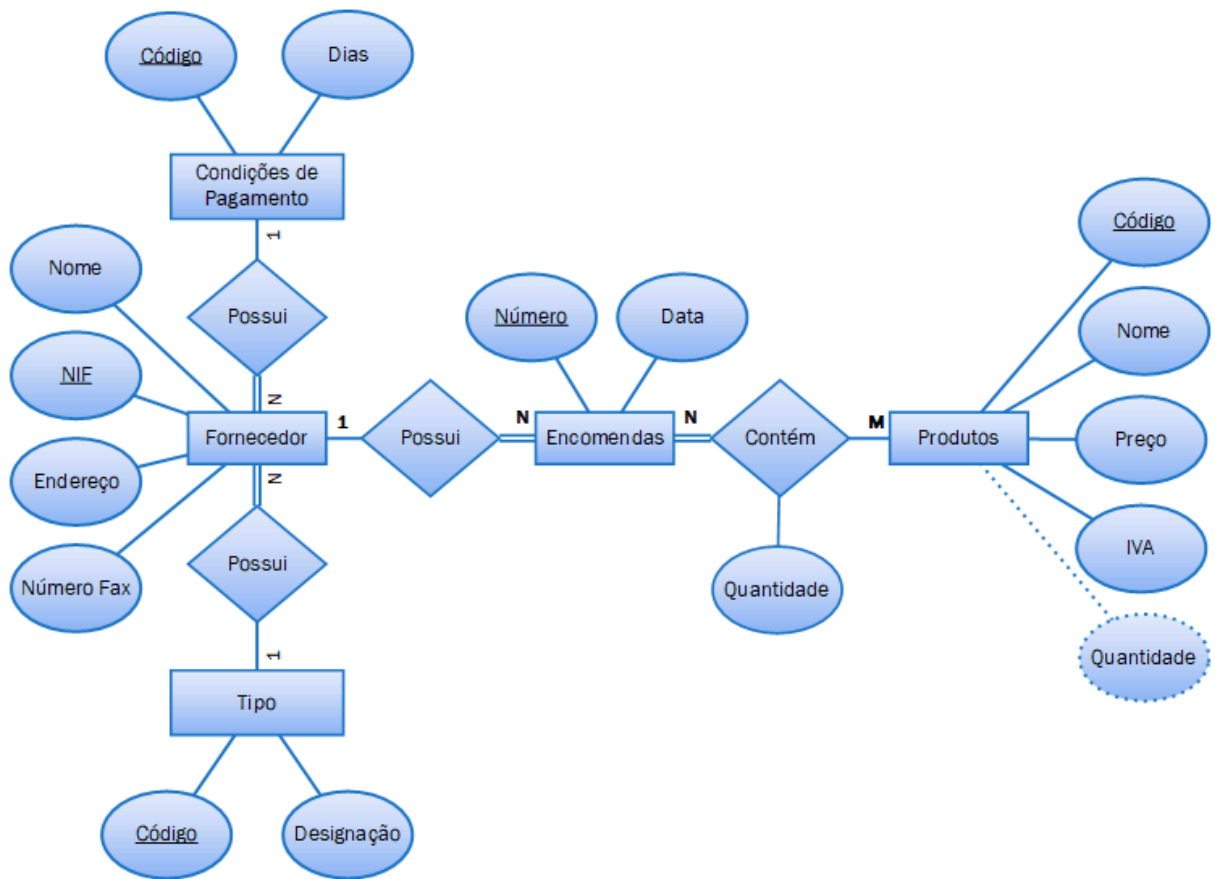 Código
Dias
Condições de
Pagamento
1
Nome
Possui
NIF
N
Fornecedor
1
Possui
N
Número
Data
Encomendas
N
Contém
M
Produtos
Código
Nome
Preço
IVA
Quantidade
Quantidade
Endereço
Número Fax
N
Possui
1
Tipo
Código
Designação